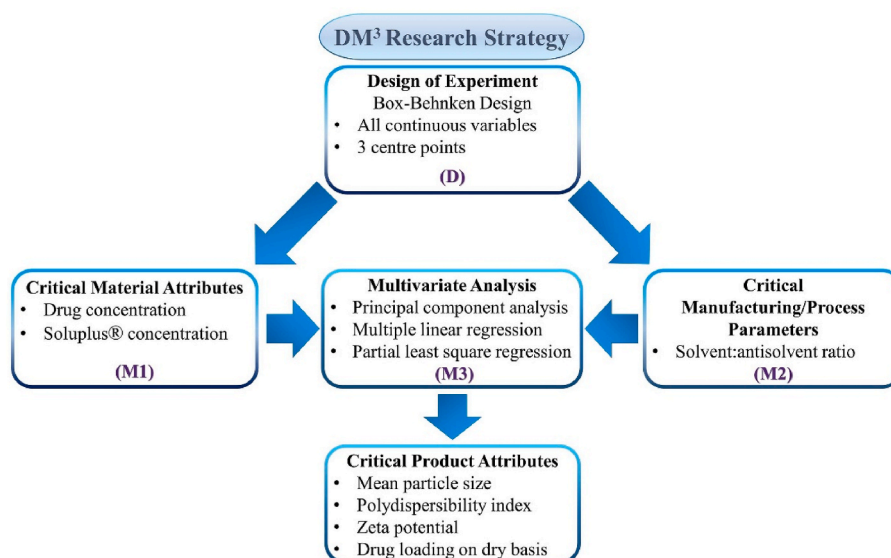 DM³ Research Strategy
Design of Experiment
Box-Behnken Design
• All continuous variables
• 3 centre points
(D)
Critical Material Attributes
• Drug concentration
• Soluplus® concentration
(M1)
Multivariate Analysis
• Principal component analysis
• Multiple linear regression
• Partial least square regression
(M3)
Critical
Manufacturing/Process
Parameters
• Solvent:antisolvent ratio
(M2)
Critical Product Attributes
• Mean particle size
• Polydispersibility index
• Zeta potential
• Drug loading on dry basis